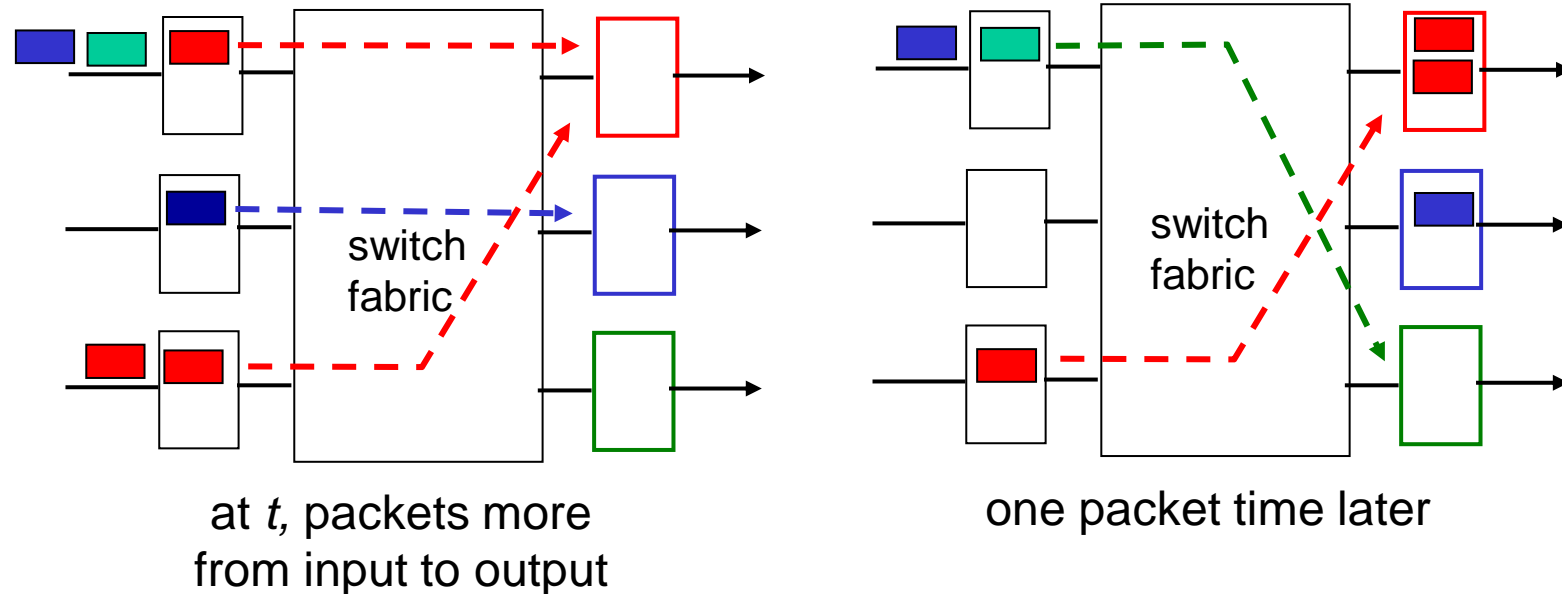 switch
fabric
at t, packets more
from input to output
switch
fabric
one packet time later